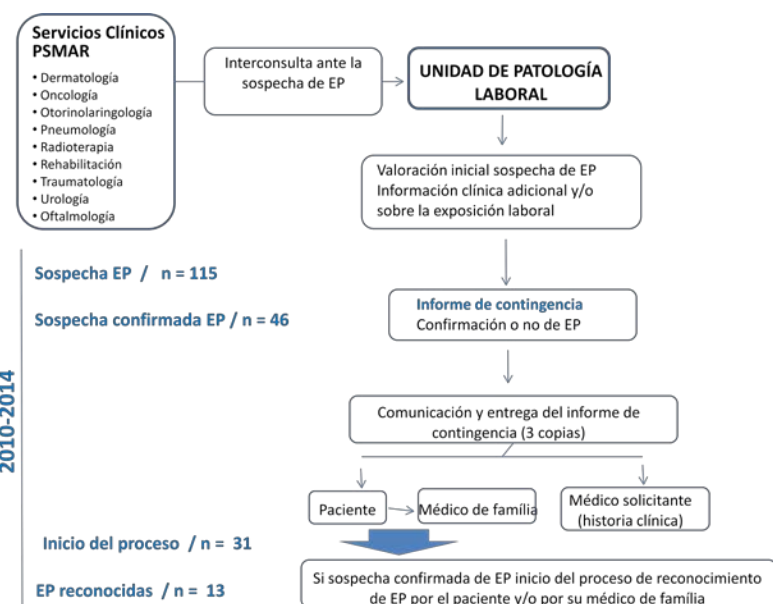 Servicios Clínicos
PSMAR
• Dermatología
• Oncología
• Otorinolaringología
• Pneumología
• Radioterapia
• Rehabilitación
• Traumatología
• Urología
• Oftalmología
Interconsulta ante la
sospecha de EP
UNIDAD DE PATOLOGÍA
LABORAL
Valoración inicial sospecha de EP
Información clínica adicional y/o
sobre la exposición laboral
Sospecha EP / n = 115
Sospecha confirmada EP / n = 46
Informe de contingencia
Confirmación o no de EP
2010-2014
Comunicación y entrega del informe de
contingencia (3 copias)
Paciente
Médico de família
Médico solicitante
(historia clínica)
Inicio del proceso / n = 31
EP reconocidas / n = 13
Si sospecha confirmada de EP inicio del proceso de reconocimiento
de EP por el paciente y/o por su médico de família